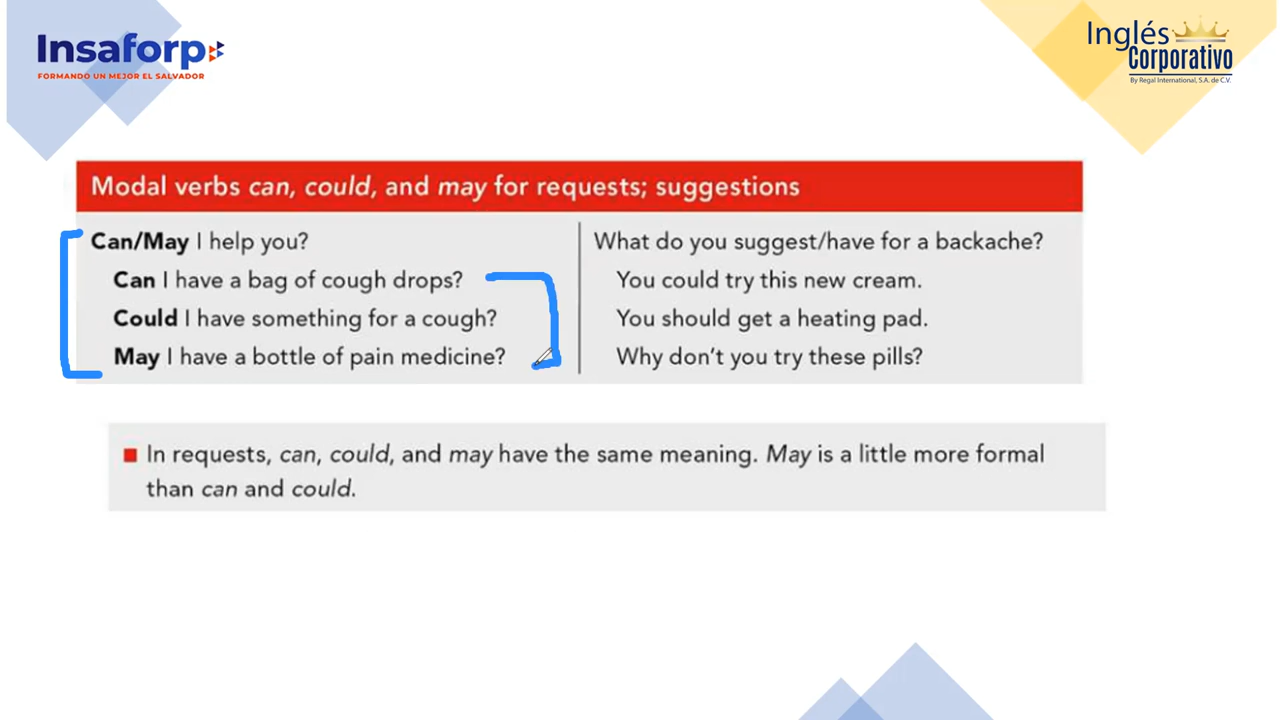 Insaforp
FORMANDO UN MEJOR EL SALVADOR
Inglés
Corporativo
By Regal International, S.A. de C.V.
Modal verbs can, could, and may for requests; suggestions
Can/May I help you?
Can I have a bag of cough drops?
Could I have something for a cough?
May I have a bottle of pain medicine?
What do you suggest/have for a backache?
You could try this new cream.
You should get a heating pad.
Why don't you try these pills?
In requests, can, could, and may have the same meaning. May is a little more formal
than can and could.